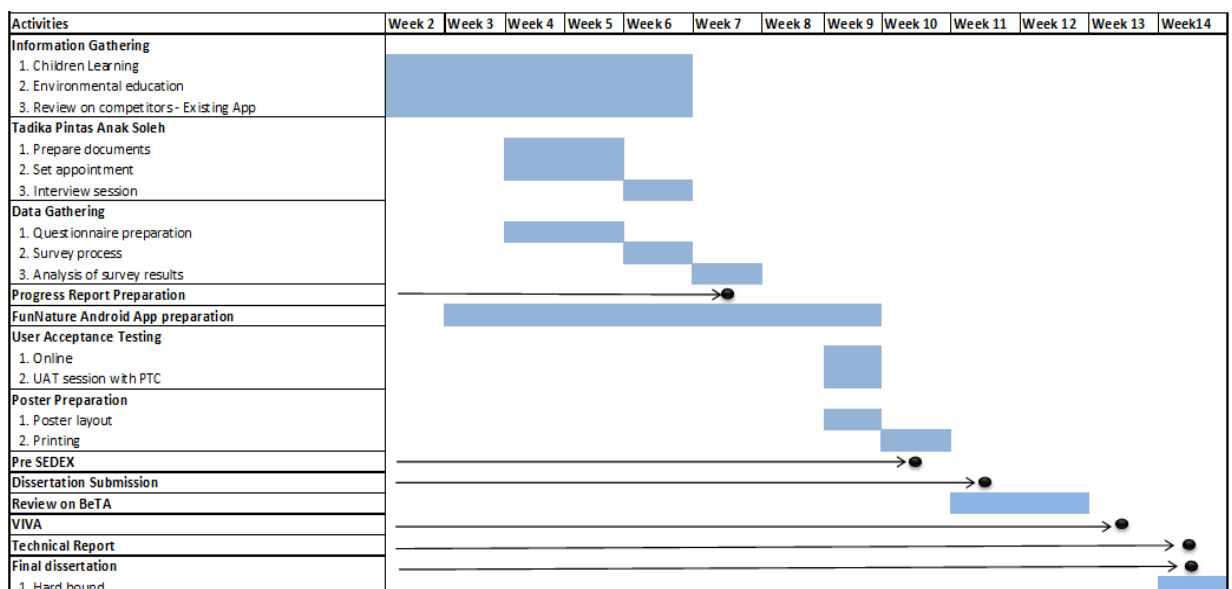 Activities Week 2 Week 3 Week 4 Week 5 Week 6 Week 7 Week 8 Week 9 Week 10 Week 11 Week 12 Week 13 Week14
Information Gathering
1. Children Learning
2. Environmental education
3. Review on competitors - Existing App
Tadika Pintas Anak Soleh
1. Prepare documents
2. Set appointment
3. Interview session
Data Gathering
1. Questionnaire preparation
2. Survey process
3. Analysis of survey results
Progress Report Preparation
FunNature Android App preparation
User Acceptance Testing
1. Online
2. UAT session with PTC
Poster Preparation
1. Poster layout
2. Printing
Pre SEDEX
Dissertation Submission
Review on BeTA
VIVA
Technical Report
Final dissertation
1. Hard bound